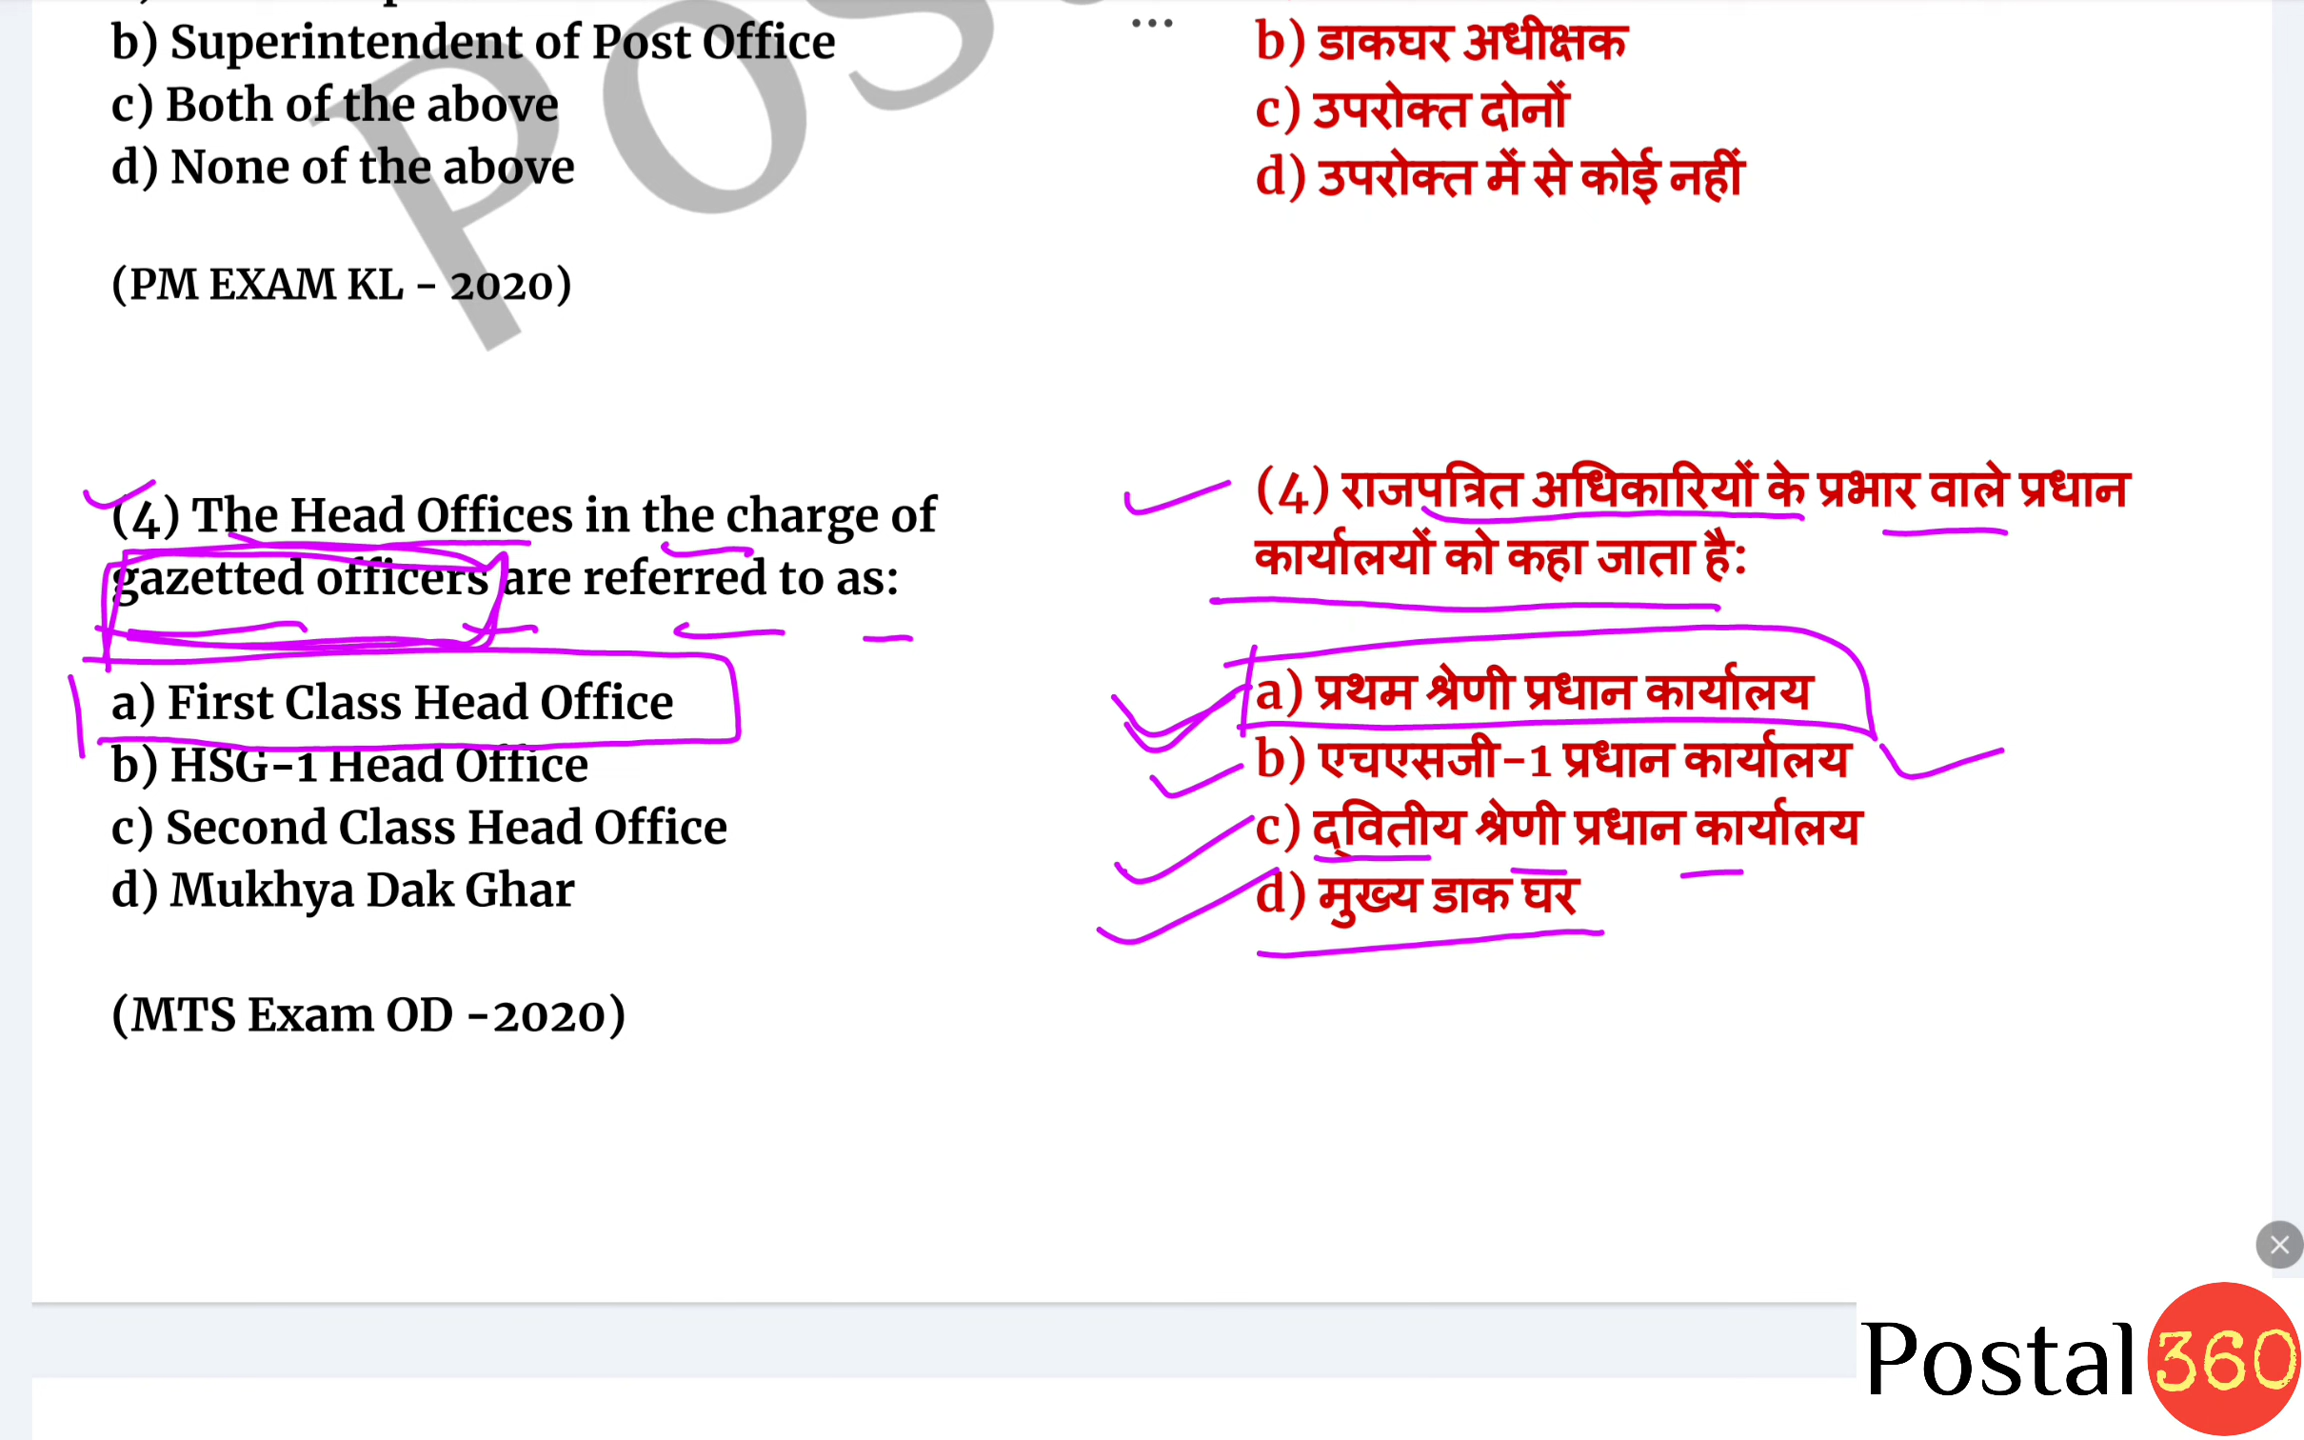 b) Superintendent of Post Office
c) Both of the above
d) None of the above
(PM EXAM KL - 2020)
(4) The Head Offices in the charge of
gazetted officers are referred to as:
a) First Class Head Office
b) HSG-1 Head Office
c) Second Class Head Office
d) Mukhya Dak Ghar
(MTS Exam OD -2020)
b) डाकघर अधीक्षक
c) उपरोक्त दोनों
d) उपरोक्त में से कोई नहीं
(4) राजपत्रित अधिकारियों के प्रभार वाले प्रधान
कार्यालयों को कहा जाता है:
a) प्रथम श्रेणी प्रधान कार्यालय
b) एचएसजी-1 प्रधान कार्यालय
c) द्वितीय श्रेणी प्रधान कार्यालय
d) मुख्य डाक घर
Pos
Postal 360